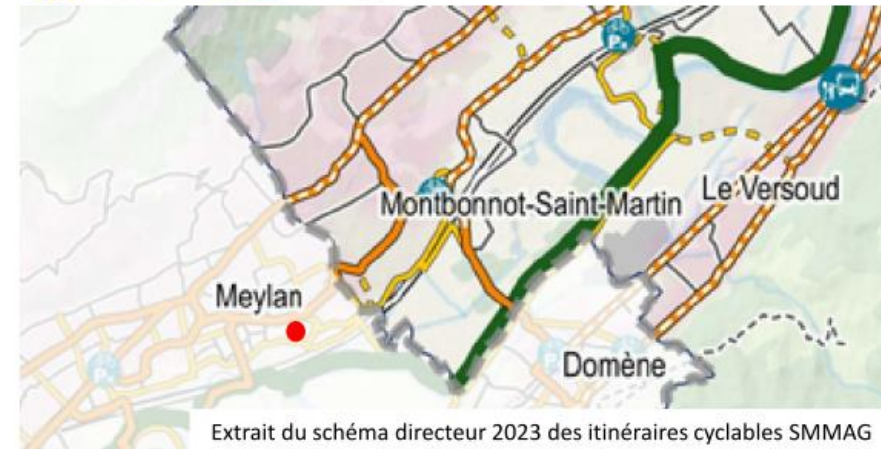 Montbonnot-Saint-Martin
Le Versoud
Meylan
Domène
Extrait du schéma directeur 2023 des itinéraires cyclables SMMAG